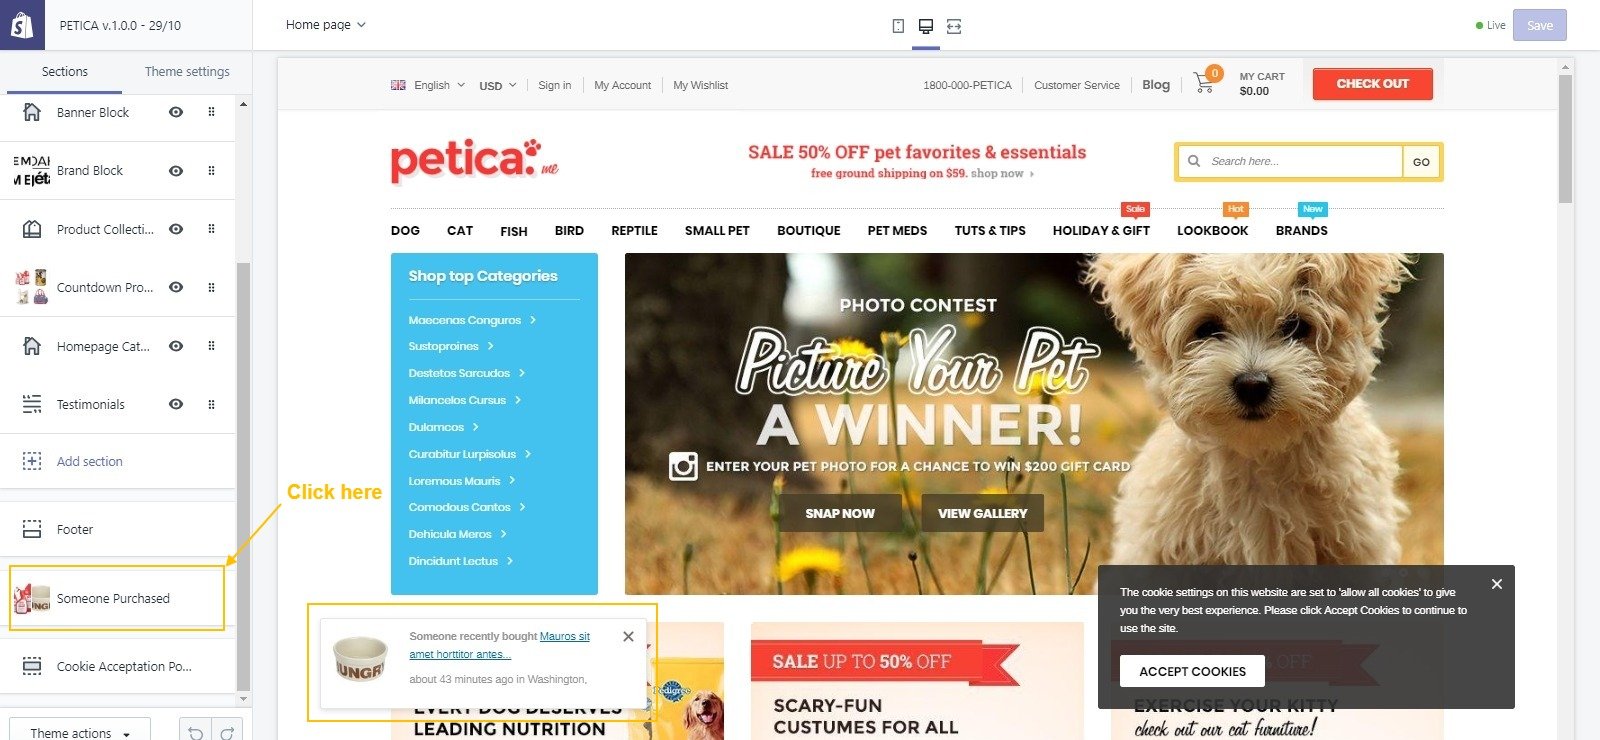 PETICA v.1.0.0 - 29/10
Home page
Live
Save
Sections
Theme settings
Banner Block
Brand Block
Product Collecti...
Countdown Pro...
Homepage Cat...
Testimonials
Add section
Footer
Someone Purchased
Cookie Acceptation Po...
Theme actions
Click here
English
USD
Sign in
My Account
My Wishlist
1800-000-PETICA
Customer Service
Blog
0
MY CART
$0.00
CHECK OUT
petica.me
SALE 50% OFF pet favorites & essentials
free ground shipping on $59. shop now
Search here...
GO
Sale
Hot
New
DOG
CAT
FISH
BIRD
REPTILE
SMALL PET
BOUTIQUE
PET MEDS
TUTS & TIPS
HOLIDAY & GIFT
LOOKBOOK
BRANDS
Shop top Categories
Maecenas Conguros
Sustoproines
Destetos Sarcudos
Milancelos Cursus
Dulamcos
Curabitur Lurpisolus
Loremous Mauris
Comodous Cantos
Dehicula Meros
Dincidunt Lectus
PHOTO CONTEST
Picture Your Pet
A WINNER!
ENTER YOUR PET PHOTO FOR A CHANCE TO WIN $200 GIFT CARD
SNAP NOW
VIEW GALLERY
The cookie settings on this website are set to 'allow all cookies' to give
you the very best experience. Please click Accept Cookies to continue to
use the site.
ACCEPT COOKIES
Someone recently bought Mauros sit
amet horttitor antes...
about 43 minutes ago in Washington,
HUNGRY
Pedigree
EVERY DOG DESERVES
LEADING NUTRITION
SALE UP TO 50% OFF
SCARY-FUN
CUSTUMES FOR ALL
% OFF
EXERCISE YOUR KITTY
check out our cat furniture!